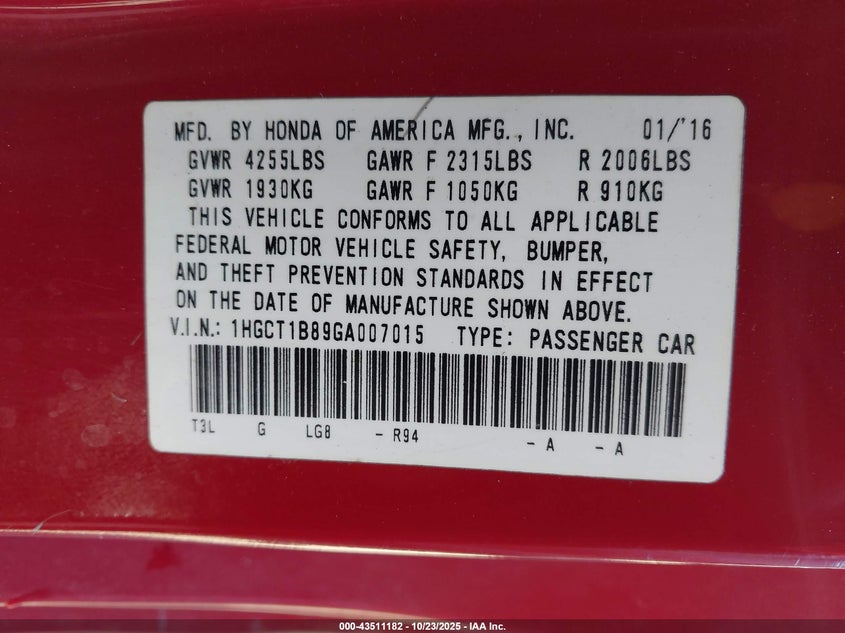 MFD. BY HONDA OF AMERICA MFG., INC. 01/'16
GVWR 4255LBS GAWR F 2315LBS R 2006LBS
GVWR 1930KG GAWR F 1050KG R 910KG
THIS VEHICLE CONFORMS TO ALL APPLICABLE
FEDERAL MOTOR VEHICLE SAFETY, BUMPER,
AND THEFT PREVENTION STANDARDS IN EFFECT
ON THE DATE OF MANUFACTURE SHOWN ABOVE.
V.I.N.: 1HGCT1B89GA007015 TYPE: PASSENGER CAR
T3L G LG8 - R94 - A - A
000-43511182 | 10/23/2025 | IAA Inc.